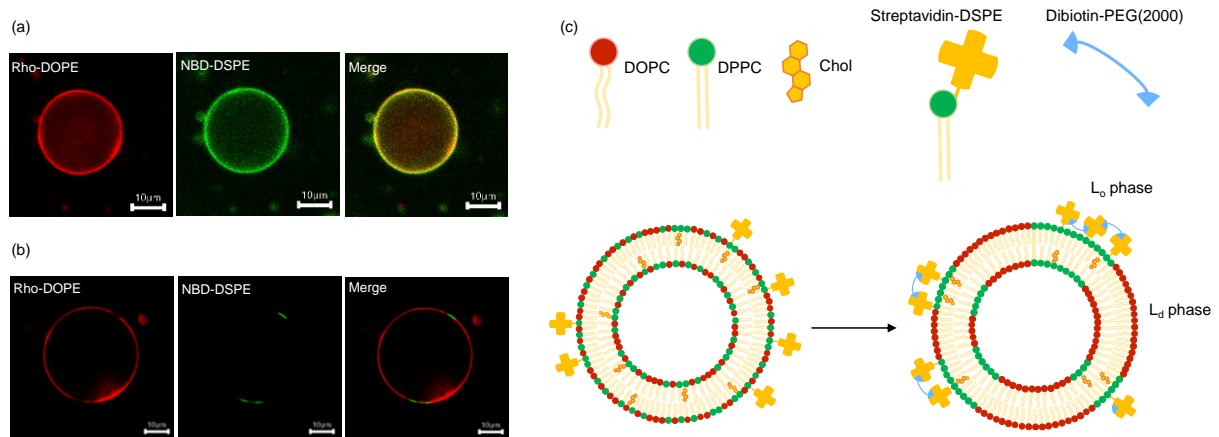 (a)
Rho-DOPE
NBD-DSPE
Merge
10μm
10μm
10μm
(b)
Rho-DOPE
NBD-DSPE
Merge
10μm
10μm
10μm
(c)
DOPC
DPPC
Chol
Streptavidin-DSPE
Dibiotin-PEG(2000)
Lo phase
Ld phase